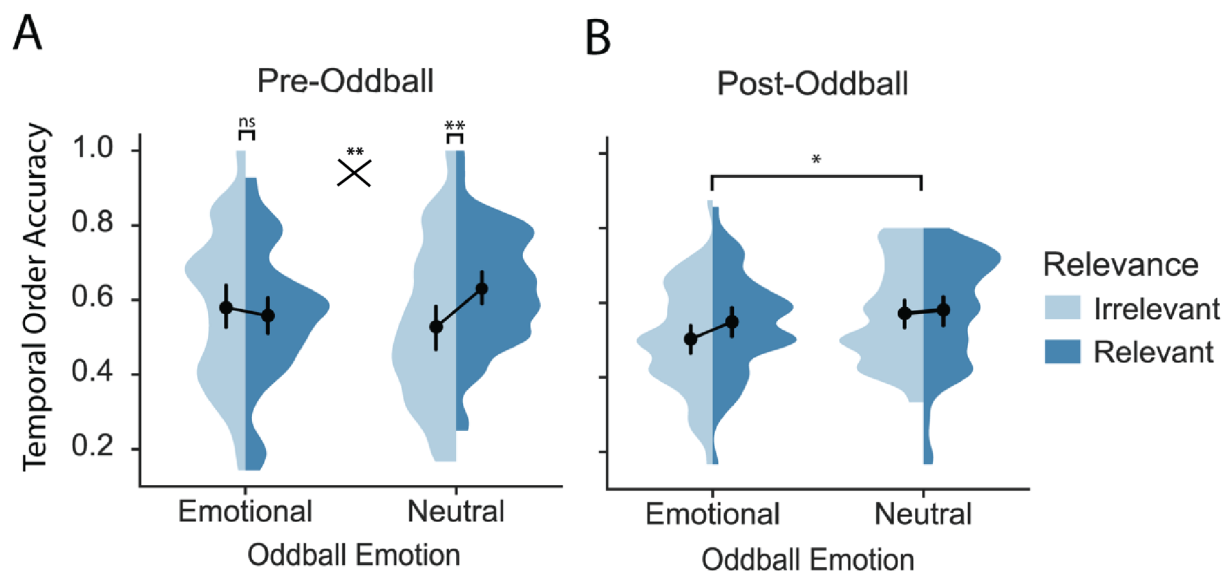 A
B
Pre-Oddball
Post-Oddball
ns
**
**
*
Temporal Order Accuracy
1.0
0.8
0.6
0.4
0.2
Emotional
Neutral
Oddball Emotion
Emotional
Neutral
Oddball Emotion
Relevance
Irrelevant
Relevant